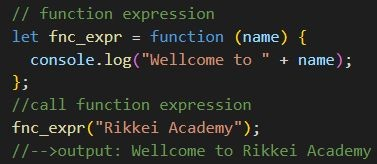 // function expression
let fnc_expr = function (name) {
  console.log("Wellcome to " + name);
};
//call function expression
fnc_expr("Rikkei Academy");
//-->output: Wellcome to Rikkei Academy